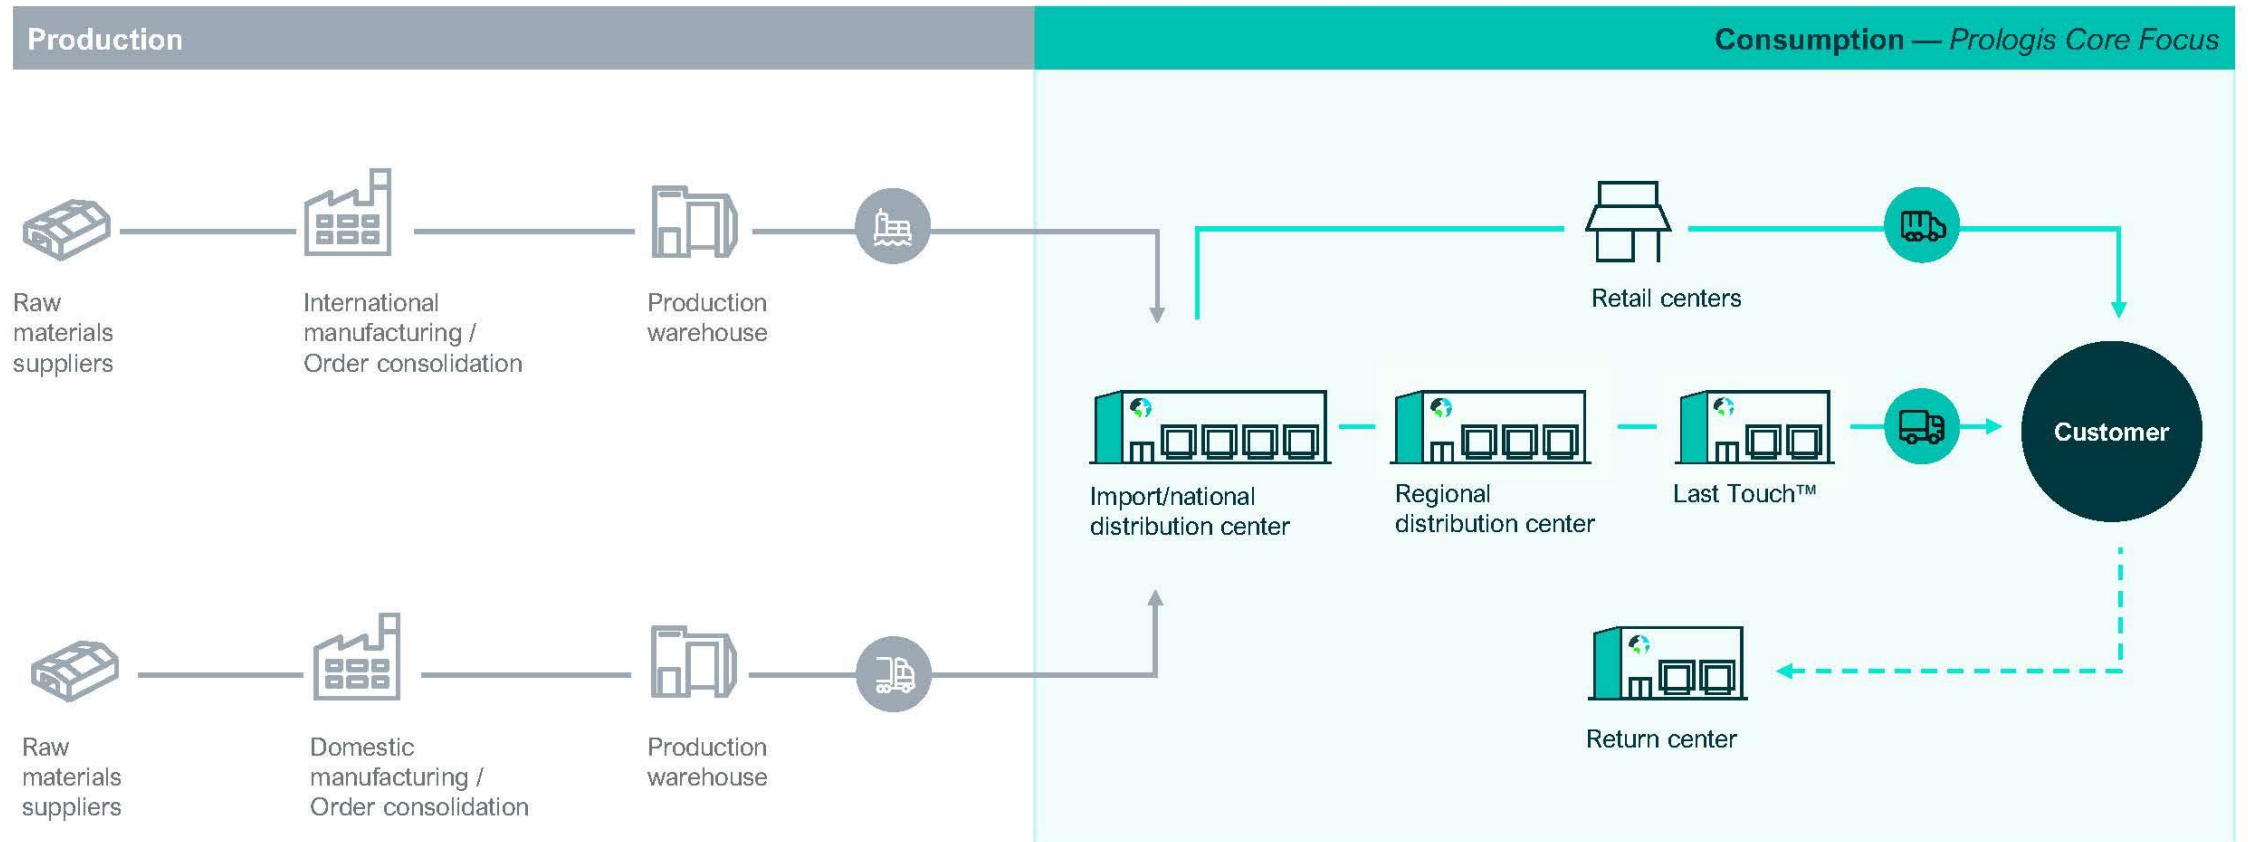 Production
Consumption — Prologis Core Focus
Raw
materials
suppliers
International
manufacturing /
Order consolidation
Production
warehouse
Retail centers
Import/national
distribution center
Regional
distribution center
Last Touch™
Customer
Raw
materials
suppliers
Domestic
manufacturing /
Order consolidation
Production
warehouse
Return center